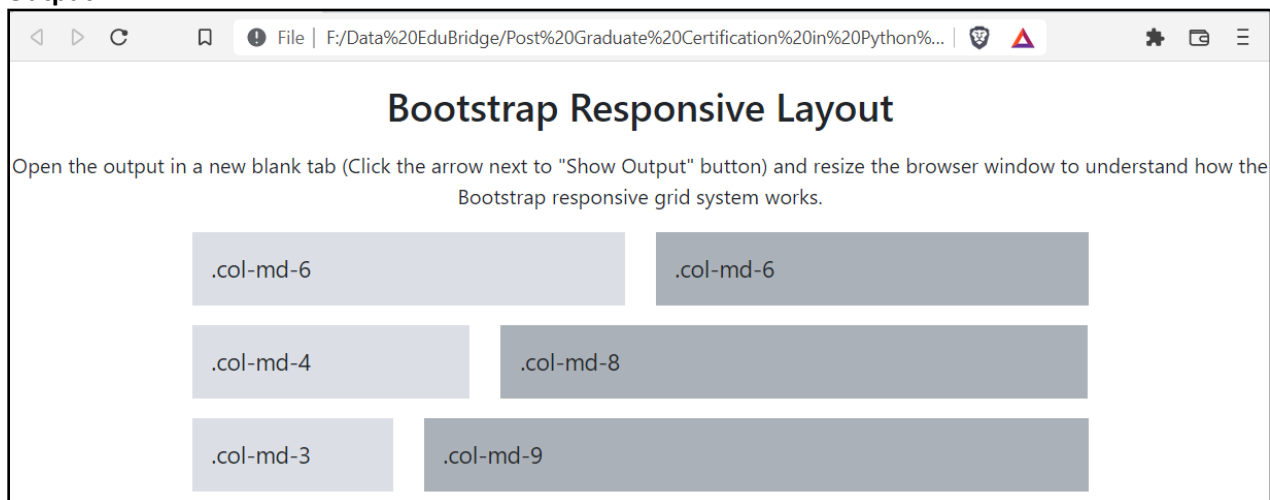 File | F:/Data%20EduBridge/Post%20Graduate%20Certification%20in%20Python%...
Bootstrap Responsive Layout
Open the output in a new blank tab (Click the arrow next to "Show Output" button) and resize the browser window to understand how the
Bootstrap responsive grid system works.
.col-md-6 .col-md-6
.col-md-4 .col-md-8
.col-md-3 .col-md-9